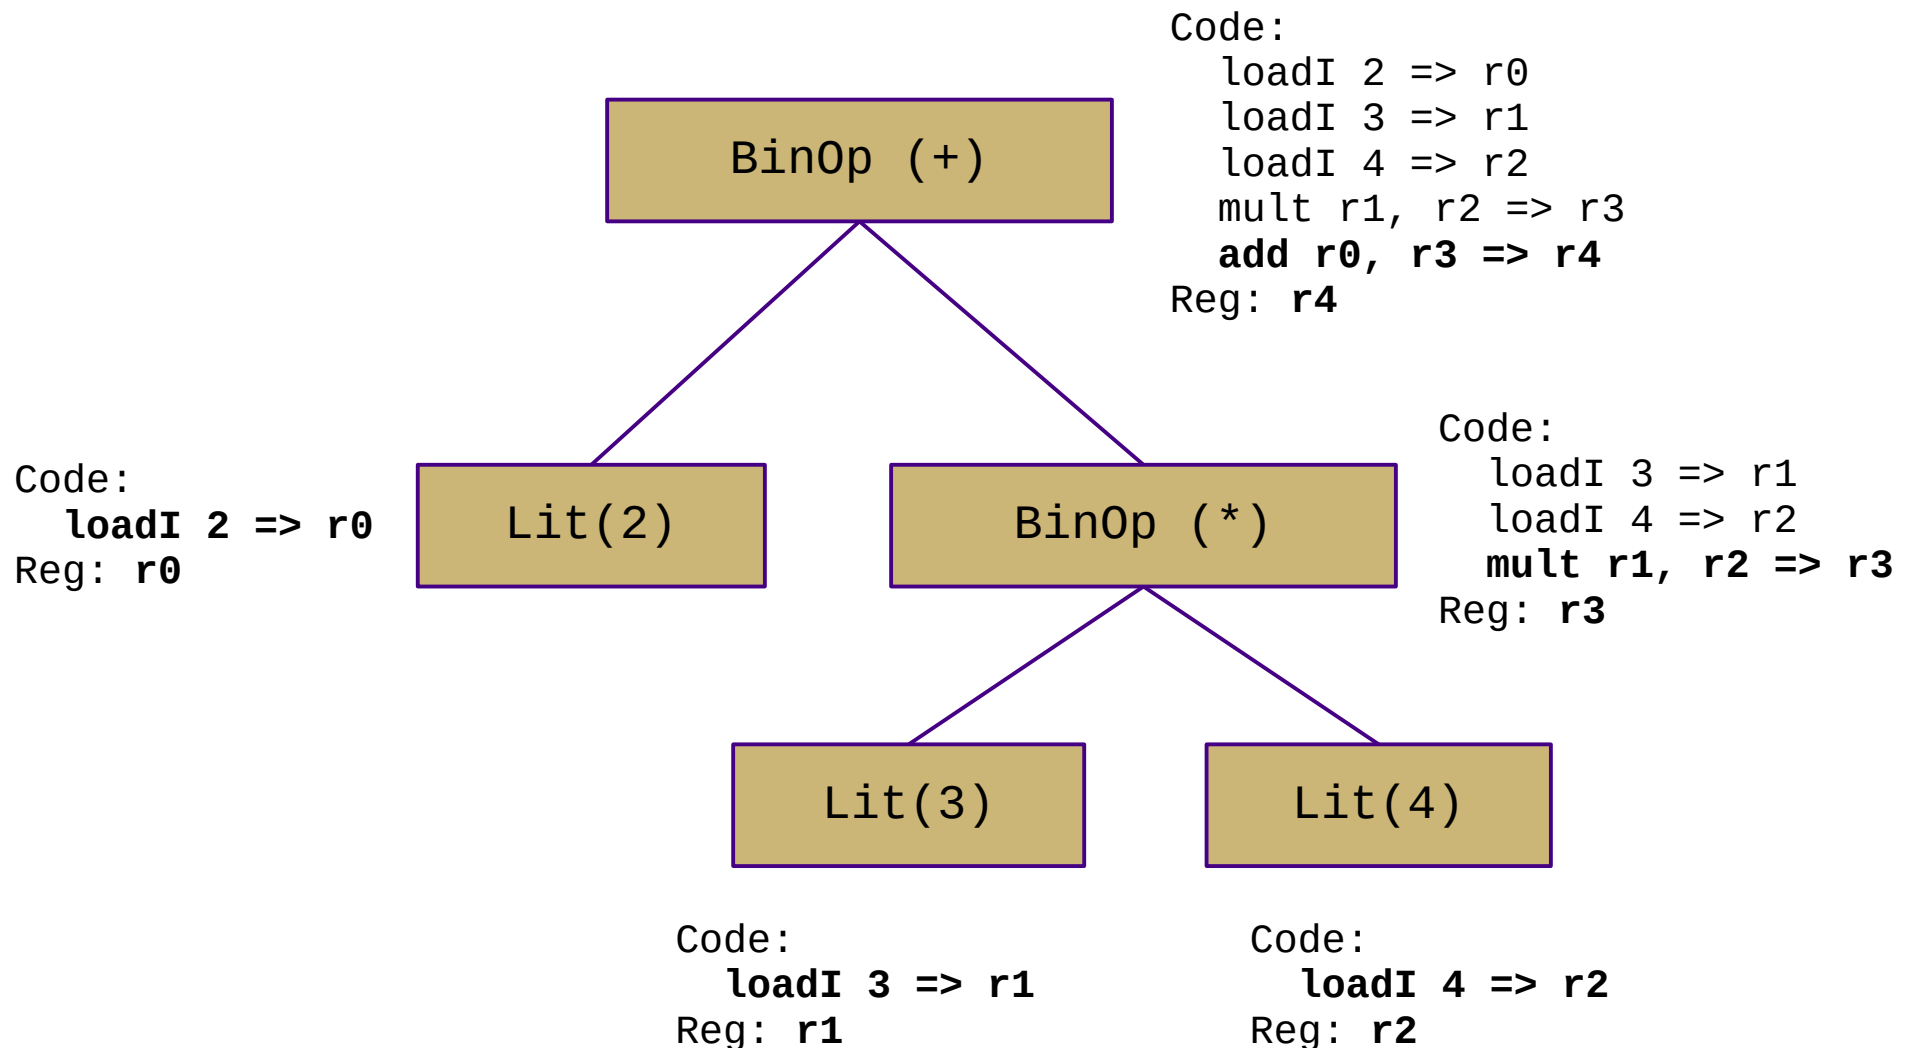 Code:
loadI 2 => r0
loadI 3 => r1
loadI 4 => r2
mult r1, r2 => r3
add r0, r3 => r4
Reg: r4
BinOp (+)
Code:
loadI 2 => r0
Reg: r0
Lit(2)
BinOp (*)
Code:
loadI 3 => r1
loadI 4 => r2
mult r1, r2 => r3
Reg: r3
Lit(3)
Lit(4)
Code:
loadI 3 => r1
Reg: r1
Code:
loadI 4 => r2
Reg: r2